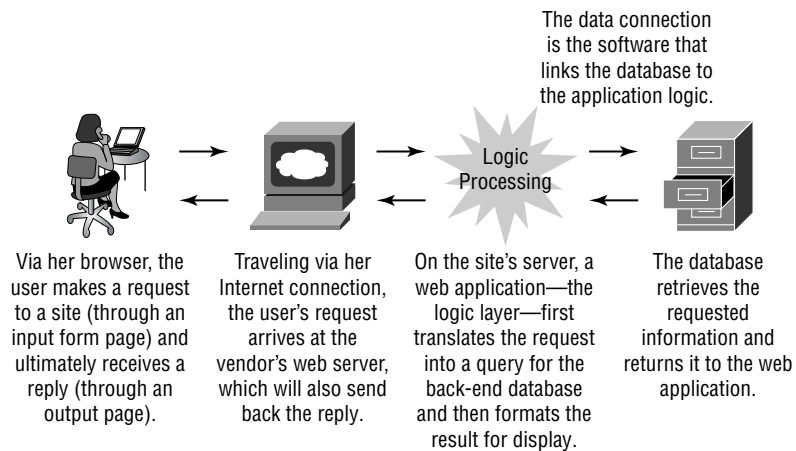 The data connection
is the software that
links the database to
the application logic.
Logic
Processing
Via her browser, the
user makes a request
to a site (through an
input form page) and
ultimately receives a
reply (through an
output page).
Traveling via her
Internet connection,
the user’s request
arrives at the
vendor’s web server,
which will also send
back the reply.
On the site’s server, a
web application—the
logic layer—first
translates the request
into a query for the
back-end database
and then formats the
result for display.
The database
retrieves the
requested
information and
returns it to the web
application.